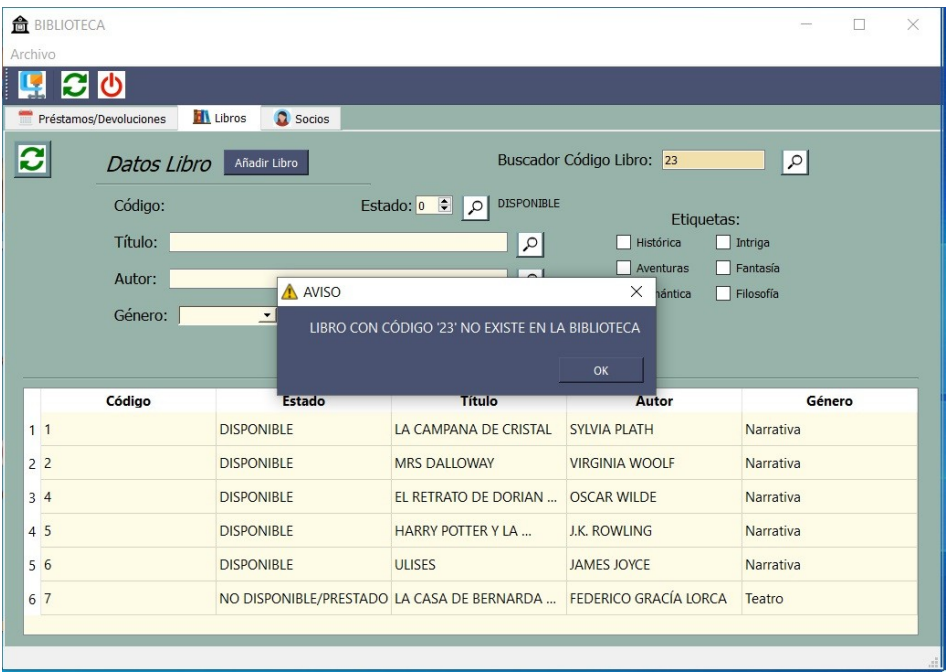 BIBLIOTECA
Archivo
Préstamos/Devoluciones Libros Socios
Datos Libro Añadir Libro Buscador Código Libro: 23
Código: Estado: 0 DISPONIBLE
Etiquetas:
Título: Histórica Intriga
Aventuras Fantasía
Autor: AVISO mántica Filosofía
Género:
LIBRO CON CÓDIGO '23' NO EXISTE EN LA BIBLIOTECA
OK
Código Estado Título Autor Género
1 1 DISPONIBLE LA CAMPANA DE CRISTAL SYLVIA PLATH Narrativa
2 2 DISPONIBLE MRS DALLOWAY VIRGINIA WOOLF Narrativa
3 4 DISPONIBLE EL RETRATO DE DORIAN ... OSCAR WILDE Narrativa
4 5 DISPONIBLE HARRY POTTER Y LA ... J.K. ROWLING Narrativa
5 6 DISPONIBLE ULISES JAMES JOYCE Narrativa
6 7 NO DISPONIBLE/PRESTADO LA CASA DE BERNARDA ... FEDERICO GRACÍA LORCA Teatro